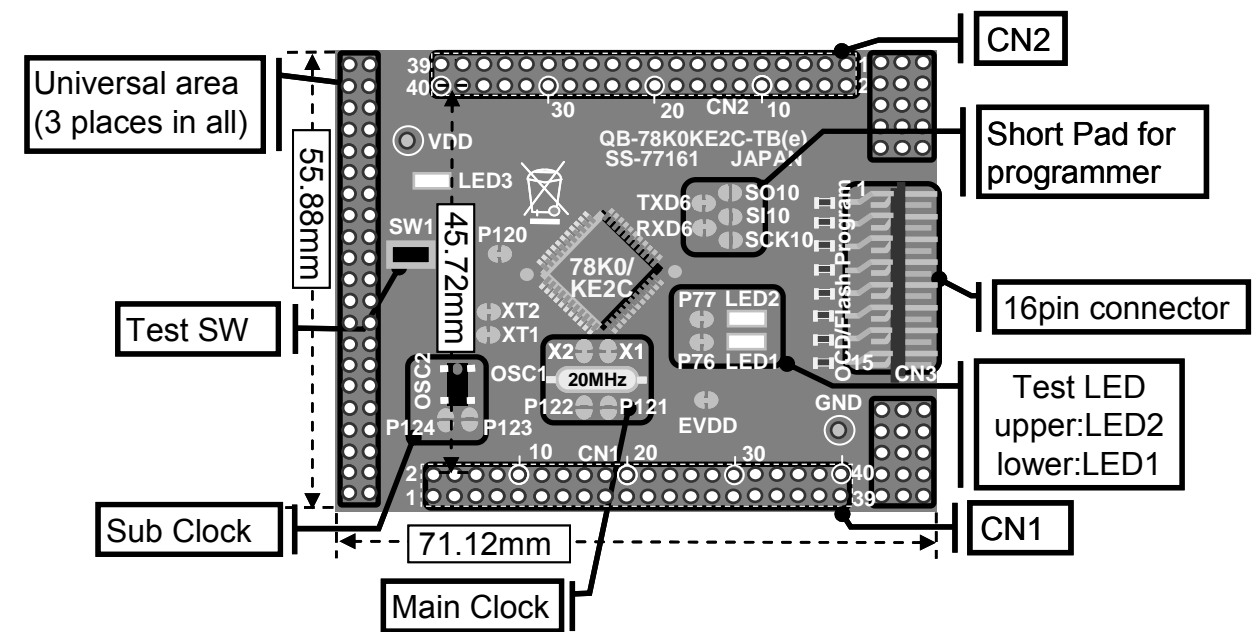 CN2
Universal area
(3 places in all)
39
1
40
2
30
20
CN2
10
Short Pad for
programmer
VDD
QB-78K0KE2C-TB(e)
SS-77161 JAPAN
LED3
TXD6
SO10
1
55.88mm
45.72mm
SW1
P120
RXD6
SI10
SCK10
OCD/Flash-Program
78K0/
KE2C
16pin connector
P77 LED2
XT2
XT1
Test SW
P76 LED1
15
CN3
X2 X1
OSC2
OSC1
20MHz
P122 P121
P124 P123
EVDD
GND
Test LED
upper:LED2
lower:LED1
2
10
CN1
20
30
40
1
39
Sub Clock
CN1
71.12mm
Main Clock